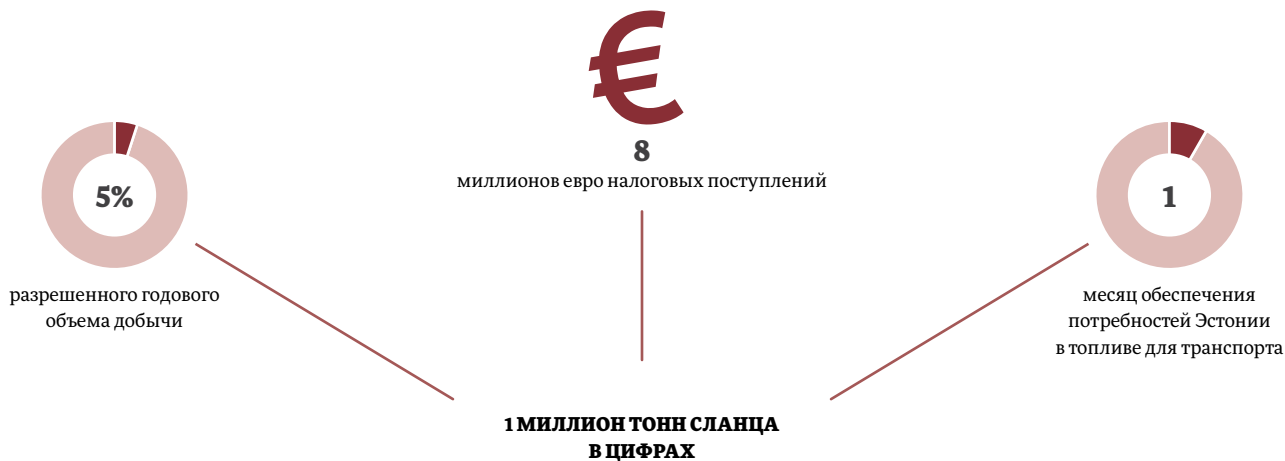 €
8
миллионов евро налоговых поступлений
5%
разрешенного годового
объема добычи
1
месяц обеспечения
потребностей Эстонии
в топливе для транспорта
1 МИЛЛИОН ТОНН СЛАНЦА
В ЦИФРАХ